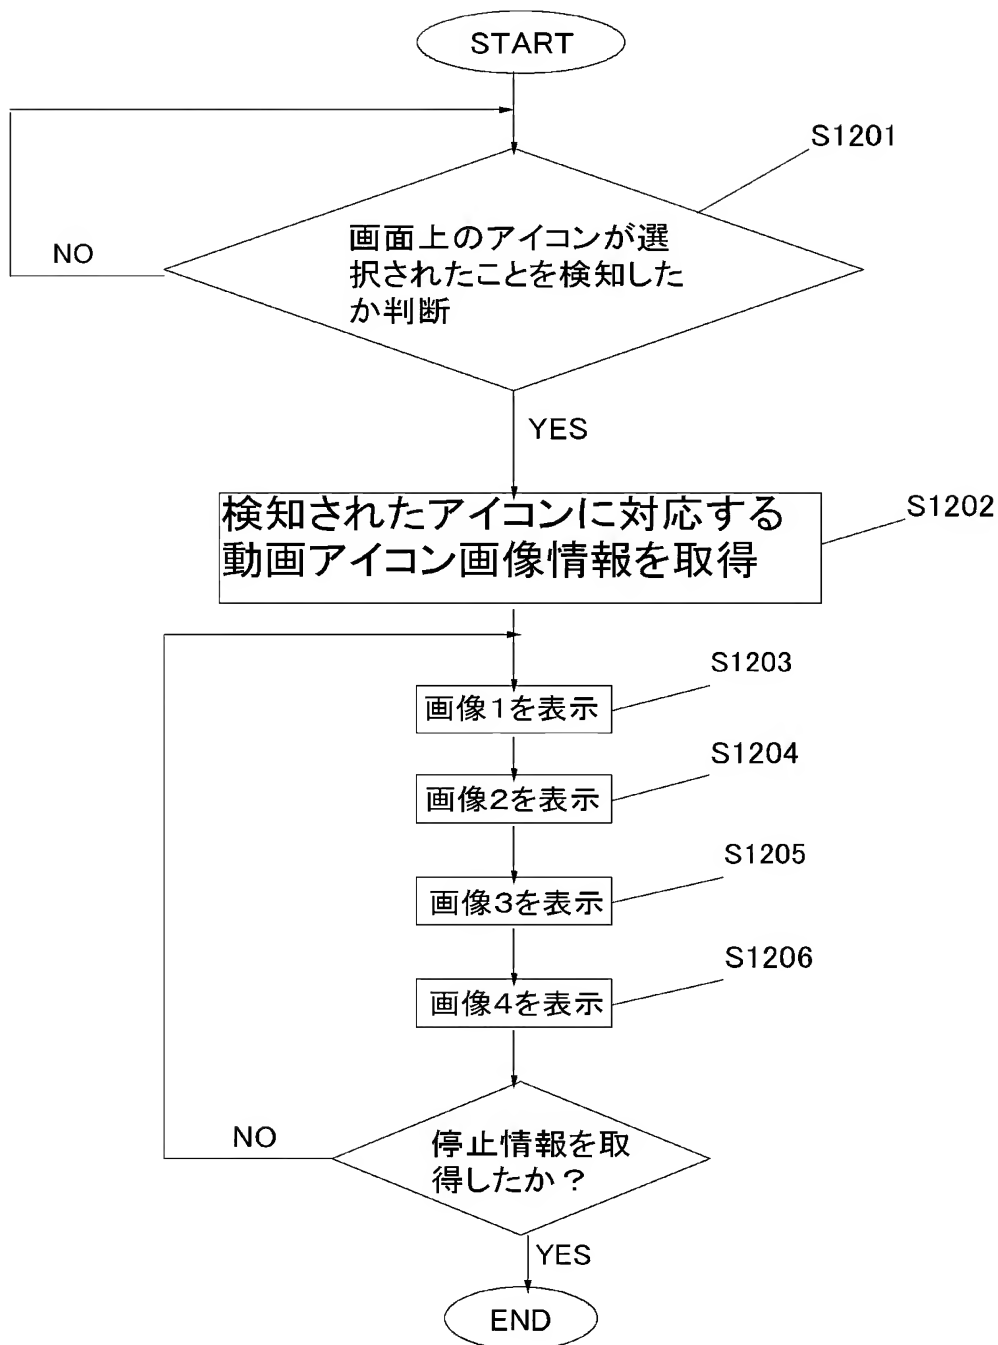 START
S1201
画面上のアイコンが選
択されたことを検知した
か判断
NO
YES
検知されたアイコンに対応する
動画アイコン画像情報を取得
S1202
S1203
画像1を表示
S1204
画像2を表示
S1205
画像3を表示
S1206
画像4を表示
NO
停止情報を取
得したか？
YES
END